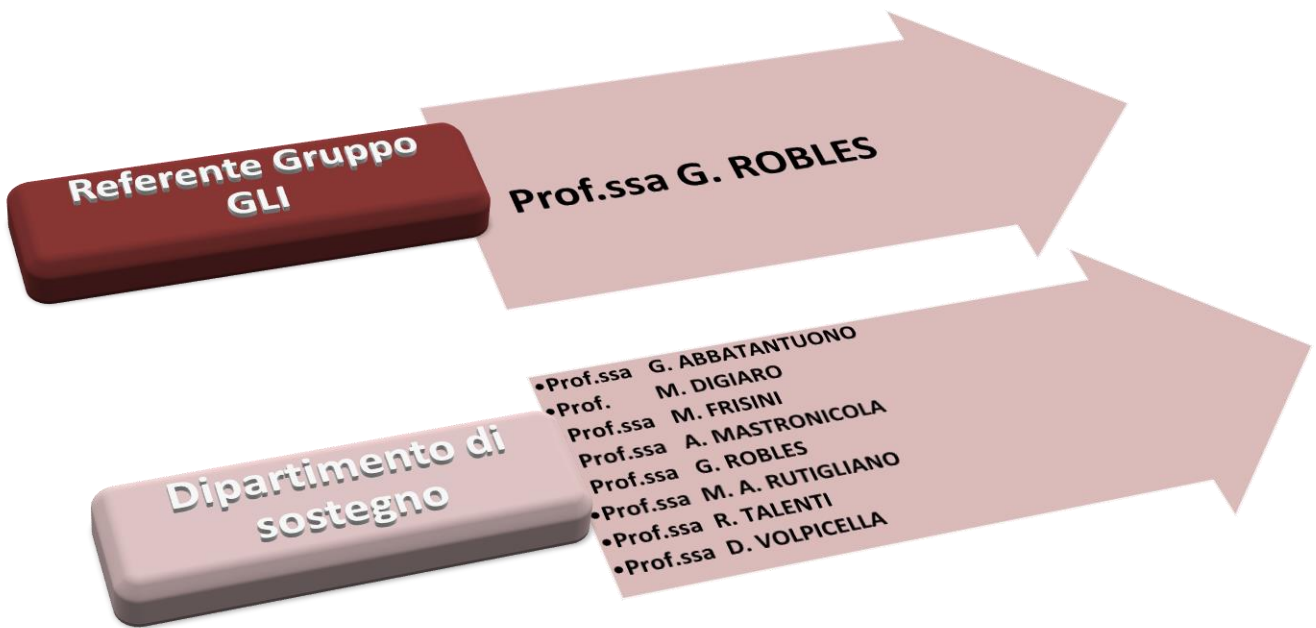 Referente Gruppo
GLI
Prof.ssa G. ROBLES
Dipartimento di
sostegno
•Prof.ssa G. ABBATANTUONO
•Prof. M. DIGIARO
Prof.ssa M. FRISINI
Prof.ssa A. MASTRONICOLA
Prof.ssa G. ROBLES
•Prof.ssa M. A. RUTIGLIANO
•Prof.ssa R. TALENTI
•Prof.ssa D. VOLPICELLA